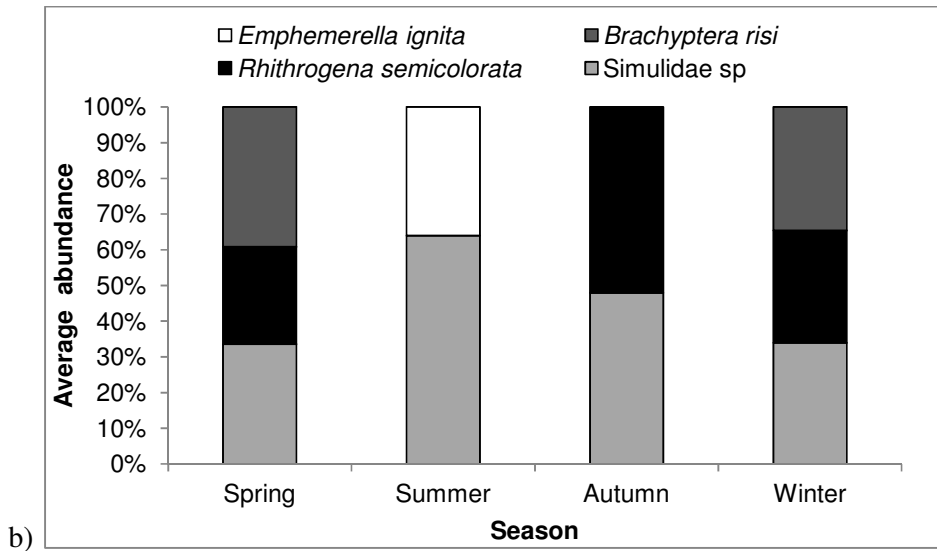 Emphemerella ignita Brachyptera risi
Rhithrogena semicolorata Simulidae sp
100%
90%
80%
70%
60%
50%
40%
30%
20%
10%
0%
Average abundance
Spring Summer Autumn Winter
Season
b)